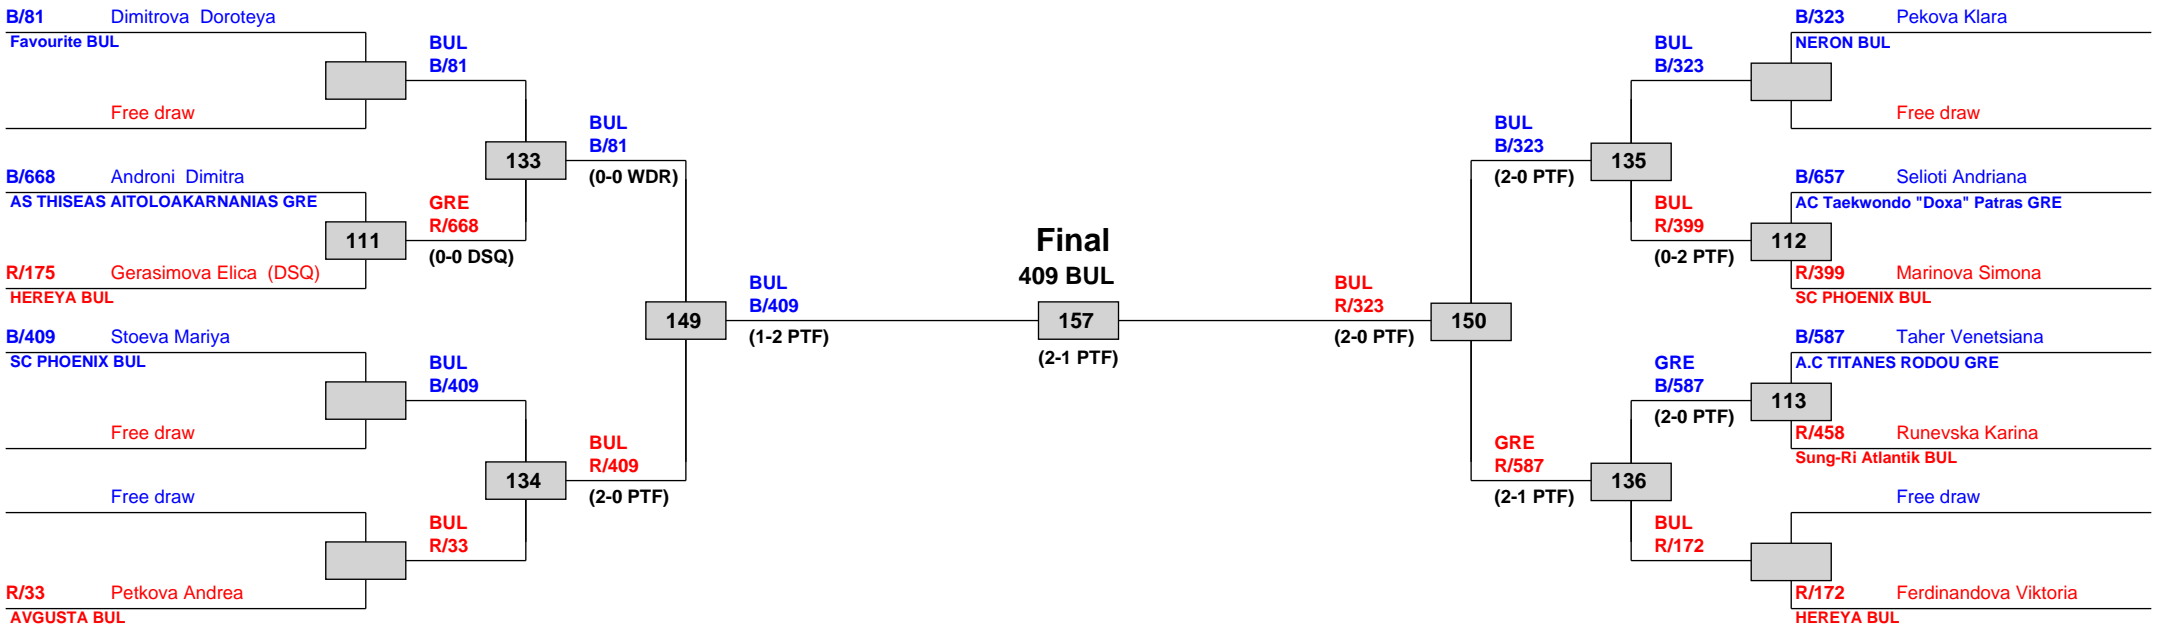 B/81 Dimitrova Doroteya
Favourite BUL
Free draw
B/668 Androni Dimitra
AS THISEAS AITOLOAKARNANIAS GRE
R/175 Gerasimova Elica (DSQ)
HEREYA BUL
B/409 Stoeva Mariya
SC PHOENIX BUL
Free draw
Free draw
R/33 Petkova Andrea
AVGUSTA BUL
111
BUL
B/81
GRE
R/668
(0-0 DSQ)
BUL
B/409
BUL
R/33
133
134
BUL
B/81
(0-0 WDR)
BUL
R/409
(2-0 PTF)
149
BUL
B/409
(1-2 PTF)
Final
409 BUL
157
(2-1 PTF)
BUL
R/323
(2-0 PTF)
150
BUL
B/323
(2-0 PTF)
GRE
R/587
(2-1 PTF)
135
136
BUL
B/323
BUL
R/399
(0-2 PTF)
GRE
B/587
(2-0 PTF)
BUL
R/172
112
113
B/323 Pekova Klara
NERON BUL
Free draw
B/657 Selioti Andriana
AC Taekwondo "Doxa" Patras GRE
R/399 Marinova Simona
SC PHOENIX BUL
B/587 Taher Venetsiana
A.C TITANES RODOU GRE
R/458 Runevska Karina
Sung-Ri Atlantik BUL
Free draw
R/172 Ferdinandova Viktoria
HEREYA BUL